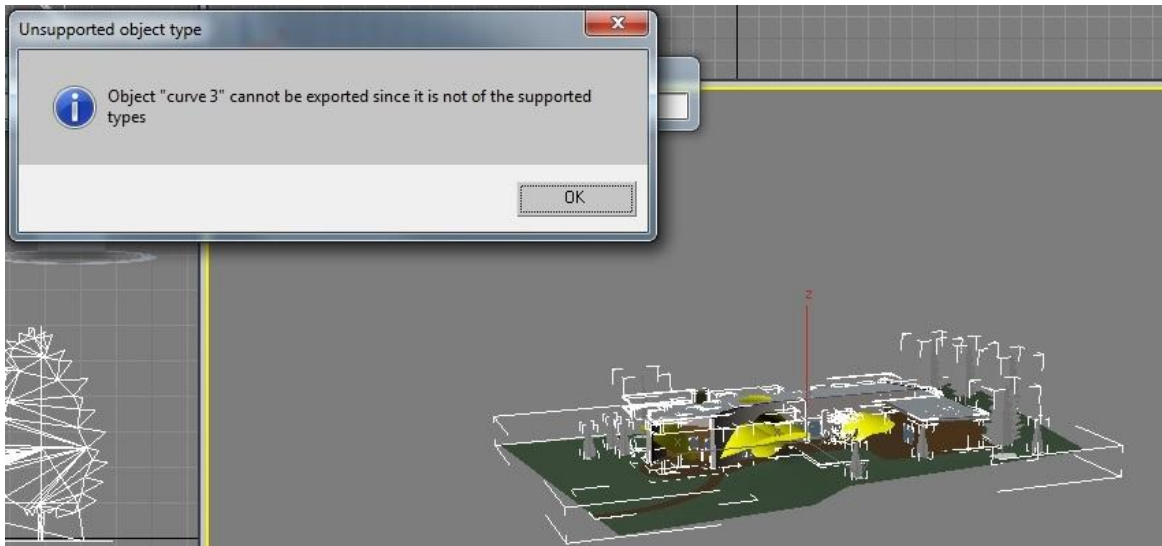 Unsupported object type
Object "curve 3" cannot be exported since it is not of the supported
types
OK
z
x